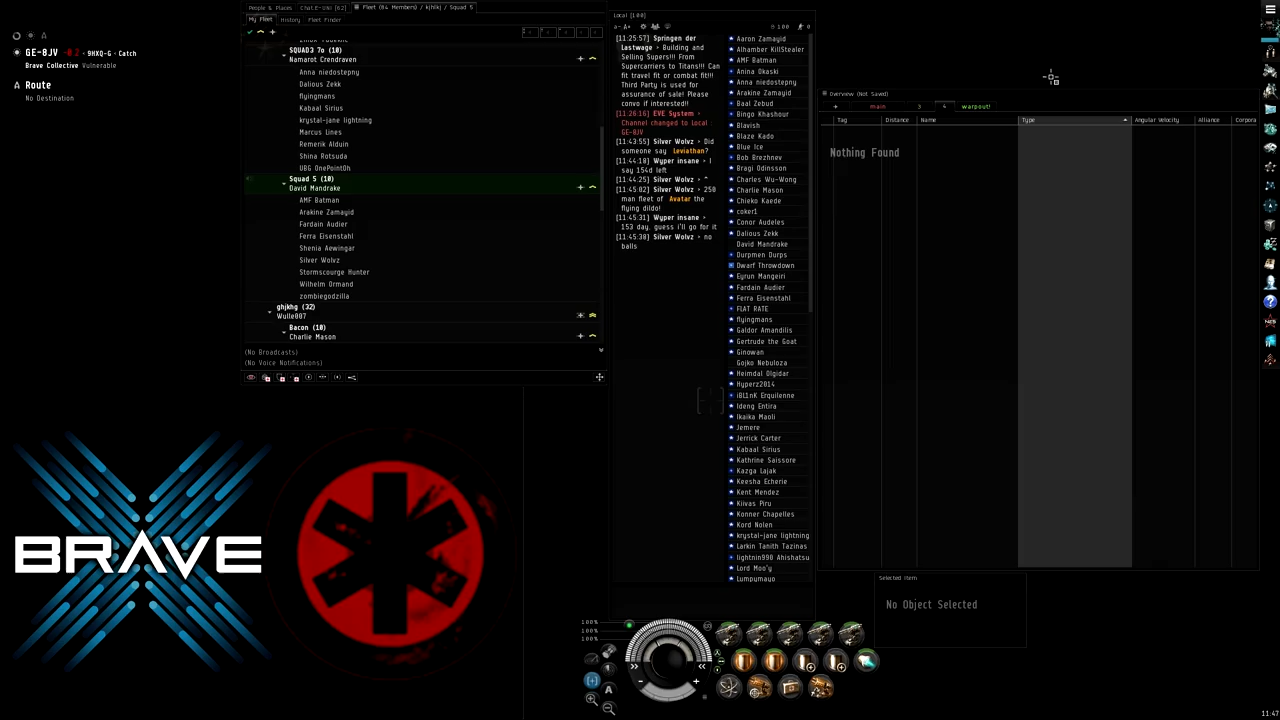 People & Places
Chat.E-UNI [62]
Fleet (84 Members) / kjhlkj / Squad 5
My Fleet
History
Fleet Finder
SQUAD3 7o (10)
Namarot Crendraven
Anna niedostepny
Dalious Zekk
flyingmans
Kabaal Sirius
krystal-jane lightning
Marcus Lines
Remerik Alduin
Shina Ratsuda
UBG OnePointOh
Squad 5 (10)
David Mandrake
AMF Batman
Arakine Zamayid
Fardain Audier
Ferra Eisenstahl
Shenia Aewingar
Silver Wolvz
Stormscourge Hunter
Wilhelm Ormand
zombiegodzilla
ghjkhg (32)
Wulle007
Bacon (10)
Charlie Mason
(No Broadcasts)
(No Voice Notifications)
GE-8JV
9HXQ-G
Catch
Brave Collective Vulnerable
A Route
No Destination
BRAVE
Local [100]
100
0
[11:25:57] Springen der
Lastwage > Building and
Selling Supers!!! From
Supercarriers to Titans!!! Can
fit travel fit or combat fit!!!
Third Party is used for
assurance of sale! Please
convo if interested!!
[11:26:16] EVE System >
Channel changed to Local :
GE-8JV
[11:43:55] Silver Wolvz > Did
someone say Leviathan?
[11:44:18] Wyper insane > I
say 154d left
[11:44:25] Silver Wolvz > ^
[11:45:02] Silver Wolvz > 250
man fleet of Avatar the
flying dildo!
[11:45:31] Wyper insane >
153 day, guess i'll go for it
[11:45:38] Silver Wolvz > no
balls
Aaron Zamayid
Alhamber KillStealer
AMF Batman
Anina Okaski
Anna niedostepny
Arakine Zamayid
Baal Zebud
Bingo Khashour
Blavish
Blaze Kado
Blue Ice
Bob Brezhnev
Bragi Odinsson
Charles Wu-Wong
Charlie Mason
Chieko Kaede
coker1
Conor Audeles
Dalious Zekk
David Mandrake
Durpmen Durps
Dwarf Throwdown
Eyrun Mangeiri
Fardain Audier
Ferra Eisenstahl
FLAT RATE
flyingmans
Galdor Amandilis
Gertrude the Goat
Ginowan
Gojko Nebuloza
Heimdal Olgidar
Hyperz2014
iBL1nK Erquilenne
Ideng Entira
Ikaika Maoli
Jemere
Jerrick Carter
Kabaal Sirius
Kathrine Saissore
Kazga Lajak
Keesha Echerie
Kent Mendez
Kiivas Piru
Konner Chapelles
Kord Nolen
krystal-jane lightning
Larkin Tanith Tazinas
lightnin990 Ahishatsu
Lord Moo'y
Lumpymayo
Overview (Not Saved)
main
3
4
warpout!
Tag
Distance
Name
Type
Angular Velocity
Alliance
Corpora
Nothing Found
Selected Item
No Object Selected
100%
100%
100%
A
11:47